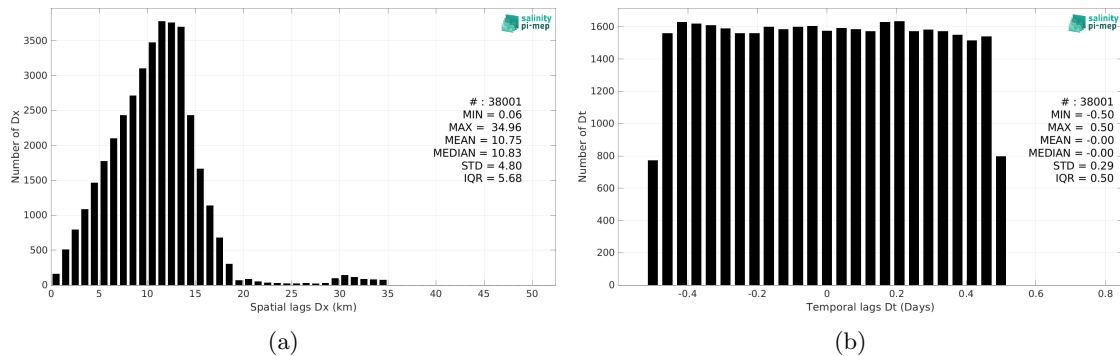 salinity
pi-mep
3500
3000
2500
2000
1500
1000
500
0
Number of Dx
# : 38001
MIN = 0.06
MAX = 34.96
MEAN = 10.75
MEDIAN = 10.83
STD = 4.80
IQR = 5.68
0 5 10 15 20 25 30 35 40 45 50
Spatial lags Dx (km)
(a)
salinity
pi-mep
1600
1400
1200
1000
800
600
400
200
0
Number of Dt
# : 38001
MIN = -0.50
MAX = 0.50
MEAN = -0.00
MEDIAN = -0.00
STD = 0.29
IQR = 0.50
-0.4 -0.2 0 0.2 0.4 0.6 0.8
Temporal lags Dt (Days)
(b)